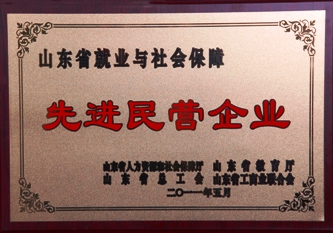 山东省就业与社会保障
先进民营企业
山东省人力资源和社会保障厅 山东省教育厅
山东省总工会 山东省工商业联合会
二〇一一年五月